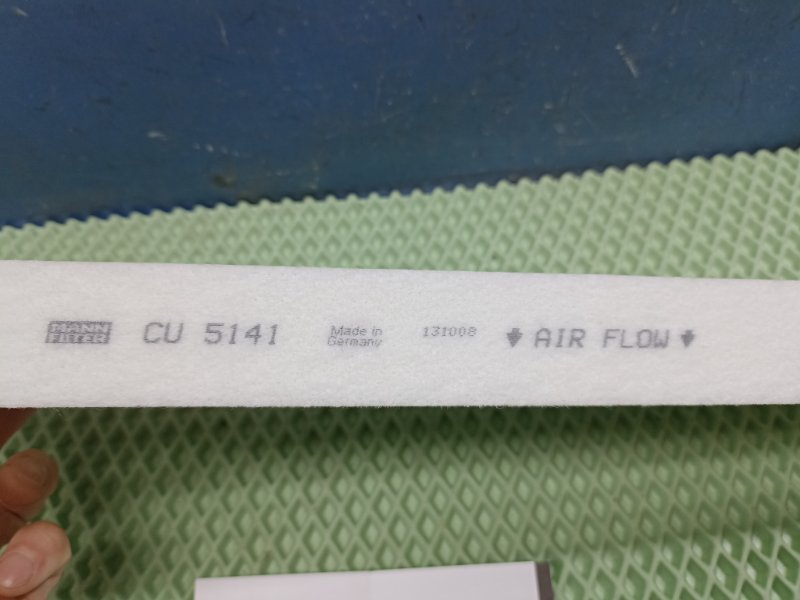 MANN
FILTER
CU 5141
Made in
Germany
131008
AIR FLOW